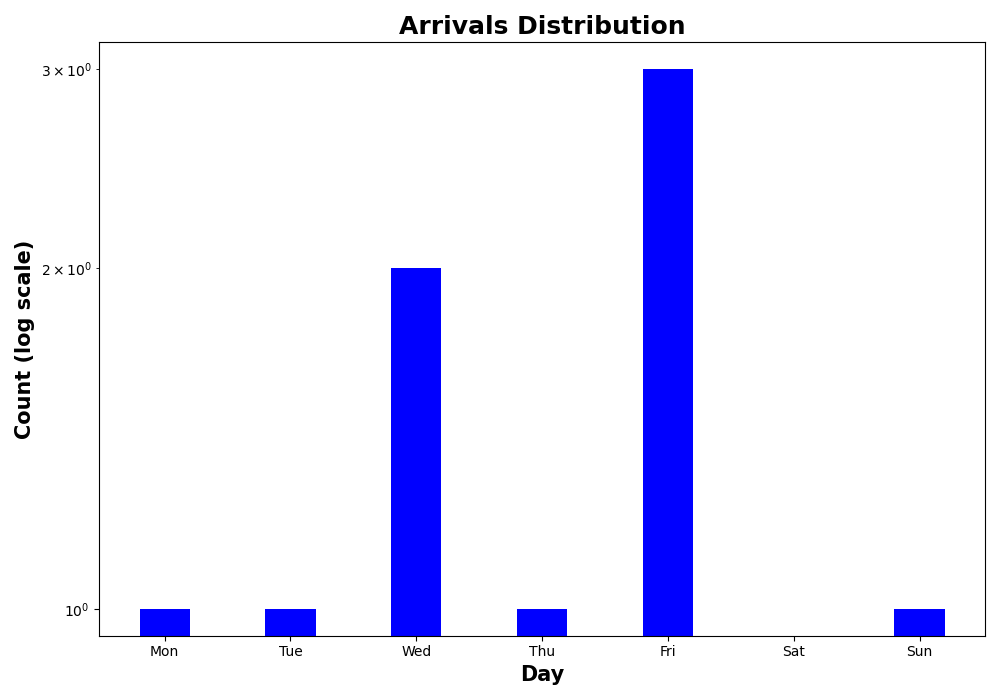 Arrivals Distribution
3 × 10⁰
2 × 10⁰
10⁰
Count (log scale)
Mon Tue Wed Thu Fri Sat Sun
Day